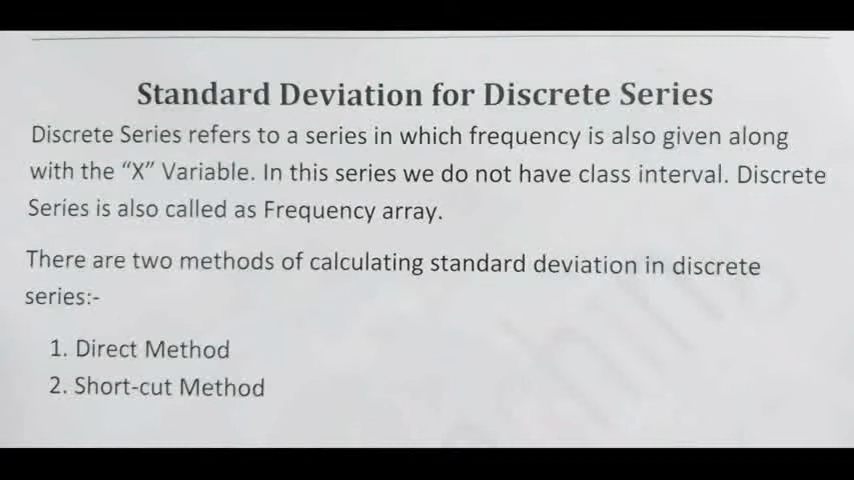 Standard Deviation for Discrete Series
Discrete Series refers to a series in which frequency is also given along
with the “X” Variable. In this series we do not have class interval. Discrete
Series is also called as Frequency array.
There are two methods of calculating standard deviation in discrete
series:-
1. Direct Method
2. Short-cut Method